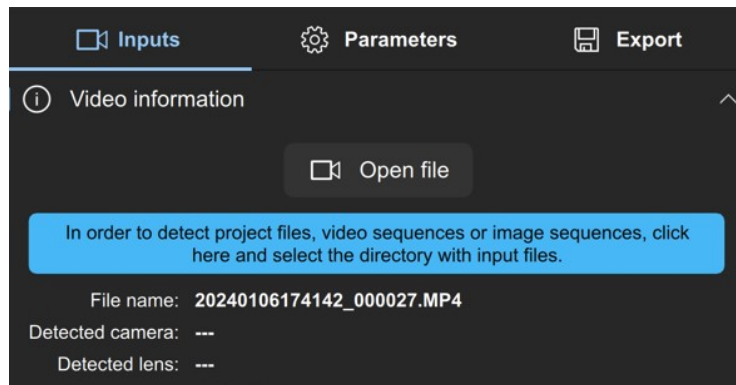 Inputs Parameters Export
Video information
Open file
In order to detect project files, video sequences or image sequences, click
here and select the directory with input files.
File name: 20240106174142_000027.MP4
Detected camera: ---
Detected lens: ---